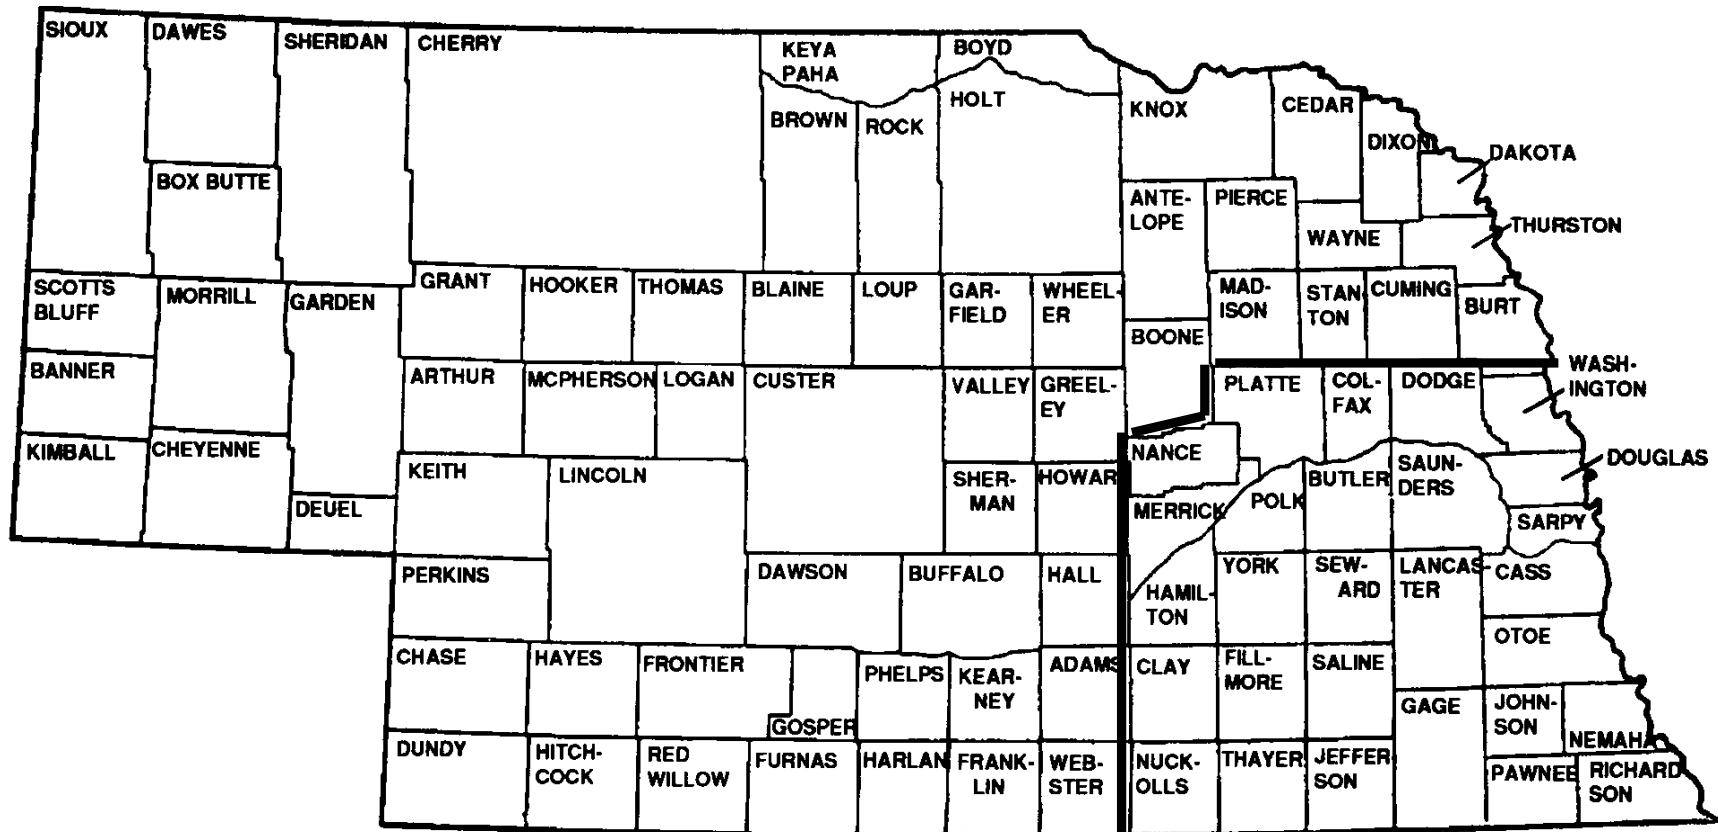 SIOUX
DAWES
SHERIDAN
CHERRY
KEYA
PAHA
BOYD
BROWN
ROCK
HOLT
KNOX
CEDAR
DIXON
DAKOTA
BOX BUTTE
ANTE-
LOPE
PIERCE
WAYNE
THURSTON
SCOTTS
BLUFF
MORRILL
GARDEN
GRANT
HOOKER
THOMAS
BLAINE
LOUP
GAR-
FIELD
WHEEL-
ER
BOONE
MAD-
ISON
STAN
TON
CUMING
BURT
BANNER
ARTHUR
MCPHERSON
LOGAN
CUSTER
VALLEY
GREEL-
EY
PLATTE
COL-
FAX
DODGE
WASH-
INGTON
KIMBALL
CHEYENNE
DEUEL
KEITH
LINCOLN
SHER-
MAN
HOWAR
NANCE
MERRICK
POLK
BUTLER
SAUN-
DERS
DOUGLAS
SARPY
PERKINS
DAWSON
BUFFALO
HALL
HAMIL-
TON
YORK
SEW-
ARD
LANCAS-
TER
CASS
OTOE
CHASE
HAYES
FRONTIER
GOSPER
PHELPS
KEAR-
NEY
ADAMS
CLAY
FILL-
MORE
SALINE
GAGE
JOHN-
SON
NEMAHA
DUNDY
HITCH-
COCK
RED
WILLOW
FURNAS
HARLAN
FRANK-
LIN
WEB-
STER
NUCK-
OLLS
THAYER
JEFFER
SON
PAWNEE
RICHARD
SON